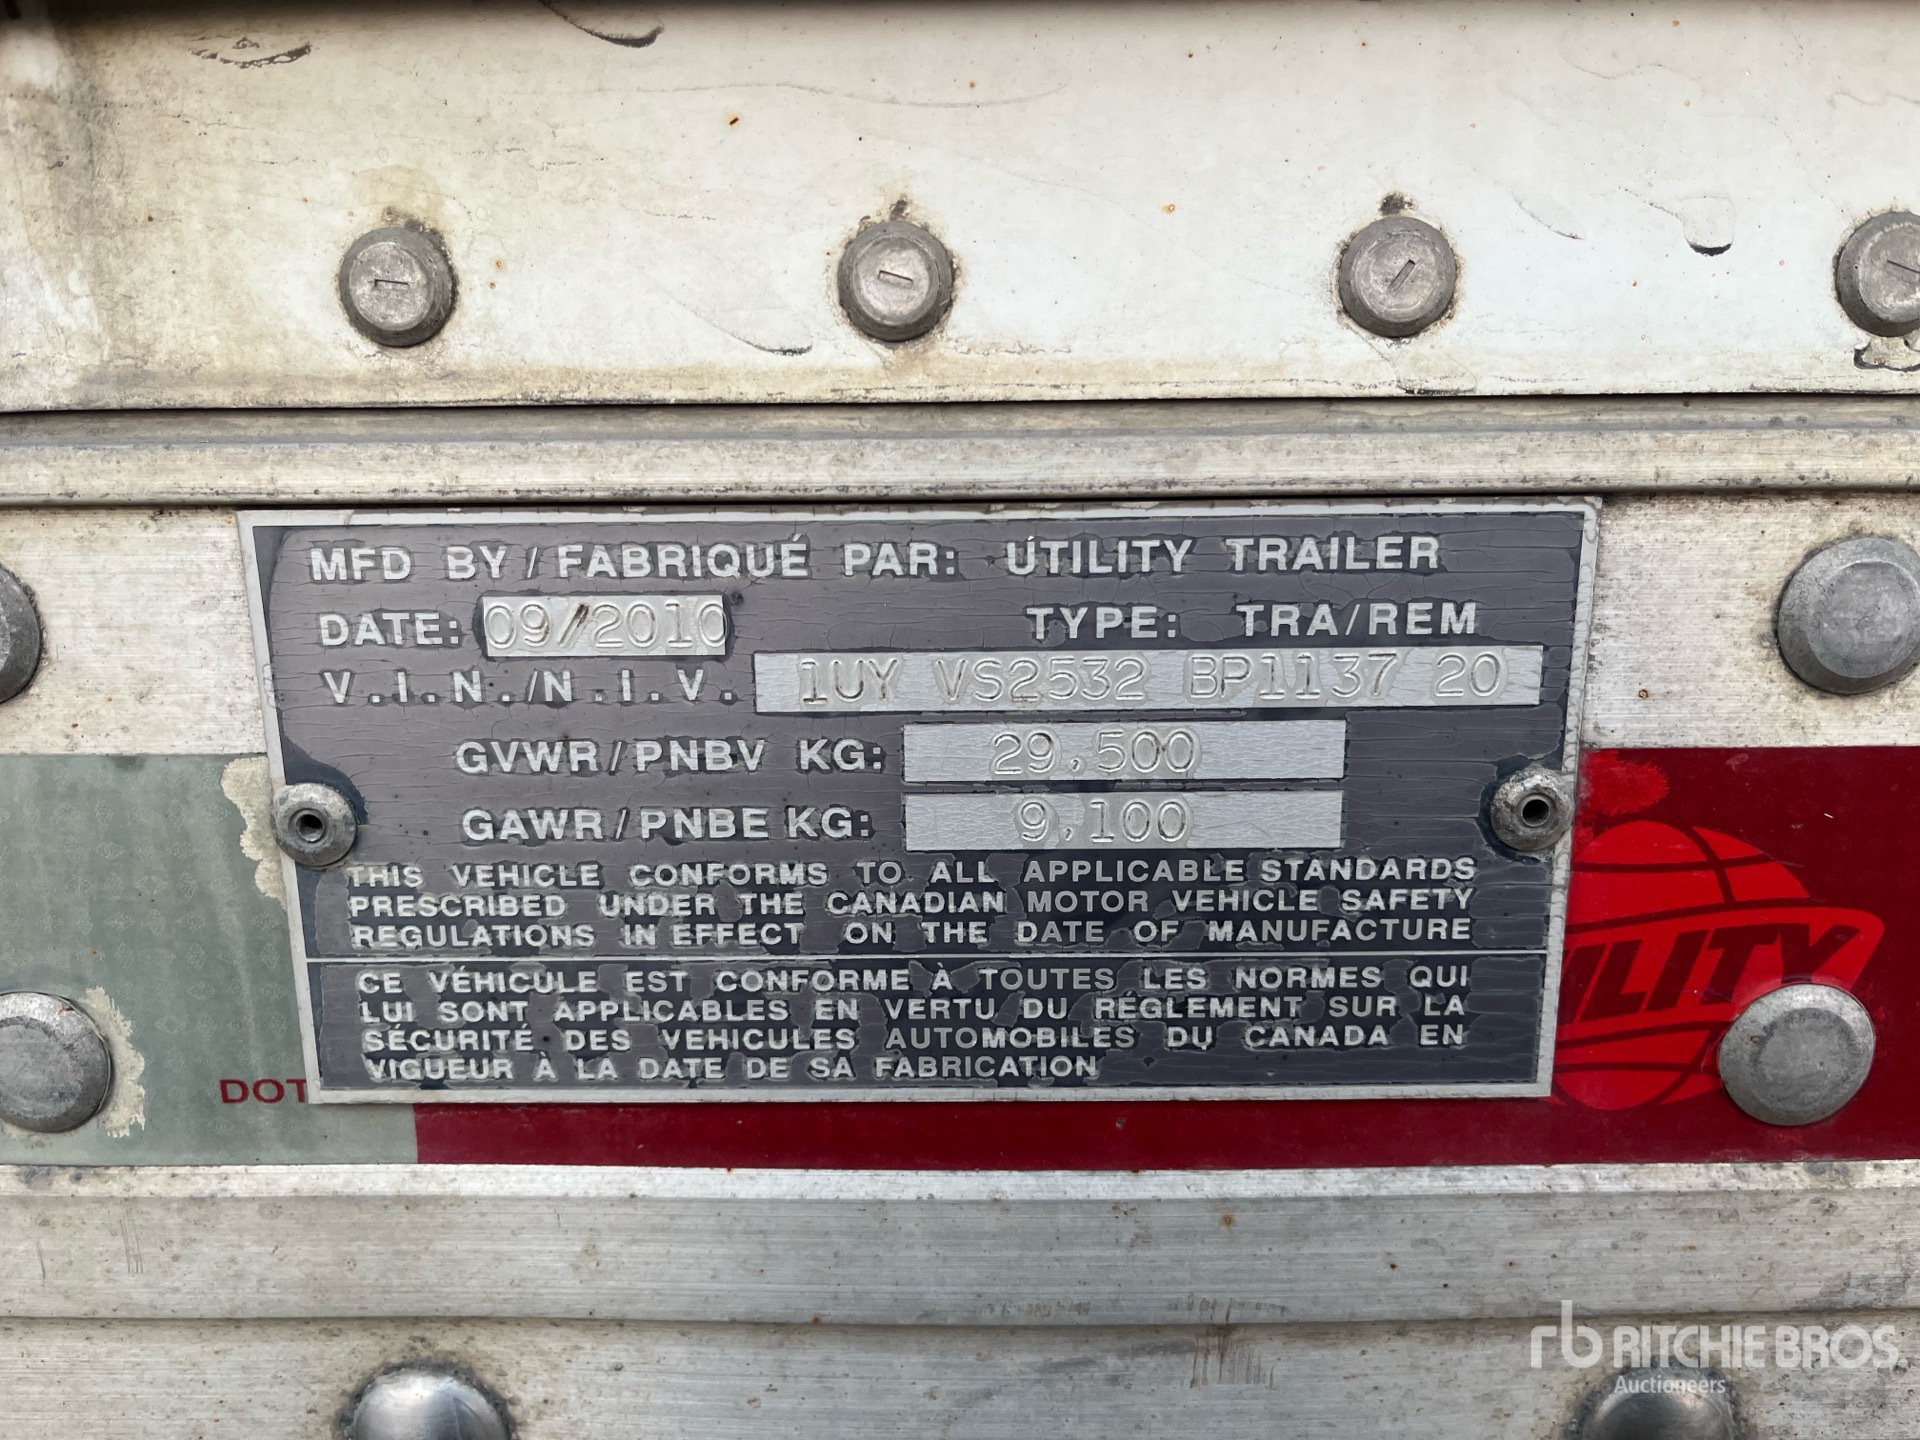 MFD BY / FABRIQUÉ PAR: UTILITY TRAILER
DATE: 09/2010 TYPE: TRA/REM
V.I.N./N.I.V. 1UY VS2532 BP1137 20
GVWR/PNBV KG: 29,500
GAWR/PNBE KG: 9,100
THIS VEHICLE CONFORMS TO ALL APPLICABLE STANDARDS
PRESCRIBED UNDER THE CANADIAN MOTOR VEHICLE SAFETY
REGULATIONS IN EFFECT ON THE DATE OF MANUFACTURE
CE VÉHICULE EST CONFORME À TOUTES LES NORMES QUI
LUI SONT APPLICABLES EN VERTU DU RÉGLEMENT SUR LA
SÉCURITÉ DES VEHICULES AUTOMOBILES DU CANADA EN
VIGUEUR À LA DATE DE SA FABRICATION
DOT
ILITY
rb RITCHIE BROS.
Auctioneers